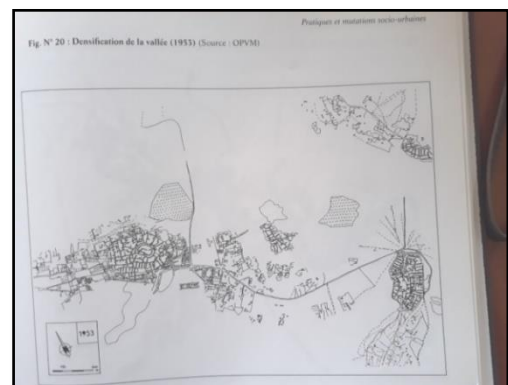 Pratiques et mutations socio-urbaines
Fig. N° 20 : Densification de la vallée (1953) (Source : OPVM)
1953